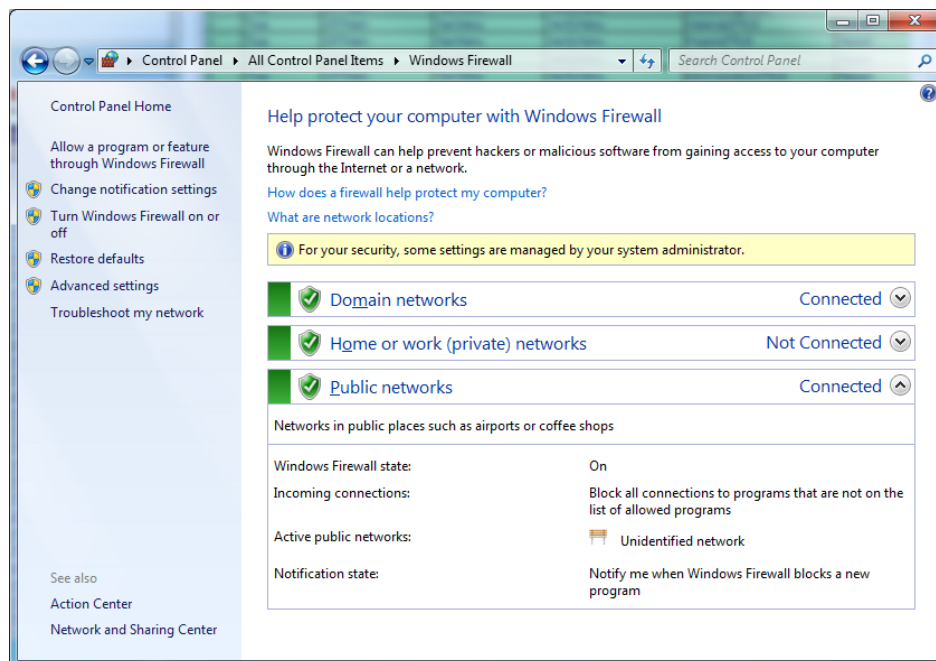 Control Panel
All Control Panel Items
Windows Firewall
Search Control Panel
Control Panel Home
Allow a program or feature
through Windows Firewall
Change notification settings
Turn Windows Firewall on or
off
Restore defaults
Advanced settings
Troubleshoot my network
See also
Action Center
Network and Sharing Center
Help protect your computer with Windows Firewall
Windows Firewall can help prevent hackers or malicious software from gaining access to your computer
through the Internet or a network.
How does a firewall help protect my computer?
What are network locations?
For your security, some settings are managed by your system administrator.
Domain networks Connected
Home or work (private) networks Not Connected
Public networks Connected
Networks in public places such as airports or coffee shops
Windows Firewall state: On
Incoming connections: Block all connections to programs that are not on the
list of allowed programs
Active public networks: Unidentified network
Notification state: Notify me when Windows Firewall blocks a new
program